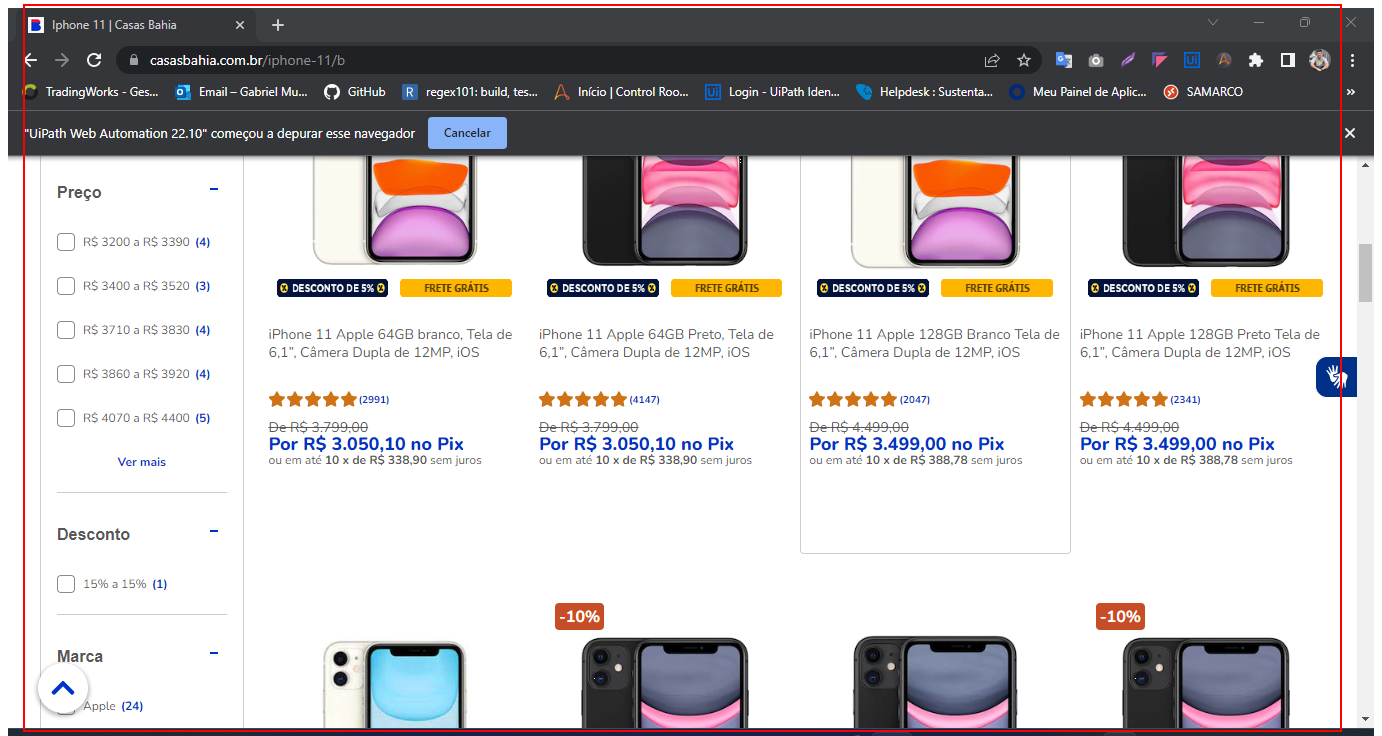 Iphone 11 | Casas Bahia
casasbahia.com.br/iphone-11/b
TradingWorks - Ges... Email – Gabriel Mu... GitHub regex101: build, tes... Início | Control Roo... Login - UiPath Iden... Helpdesk : Sustenta... Meu Painel de Aplic... SAMARCO »
"UiPath Web Automation 22.10" começou a depurar esse navegador Cancelar
Preço
R$ 3200 a R$ 3390 (4)
R$ 3400 a R$ 3520 (3)
R$ 3710 a R$ 3830 (4)
R$ 3860 a R$ 3920 (4)
R$ 4070 a R$ 4400 (5)
Ver mais
Desconto
15% a 15% (1)
Marca
Apple (24)
DESCONTO DE 5% FRETE GRÁTIS
iPhone 11 Apple 64GB branco, Tela de
6,1”, Câmera Dupla de 12MP, iOS
(2991)
De R$ 3.799,00
Por R$ 3.050,10 no Pix
ou em até 10 x de R$ 338,90 sem juros
DESCONTO DE 5% FRETE GRÁTIS
iPhone 11 Apple 64GB Preto, Tela de
6,1”, Câmera Dupla de 12MP, iOS
(4147)
De R$ 3.799,00
Por R$ 3.050,10 no Pix
ou em até 10 x de R$ 338,90 sem juros
DESCONTO DE 5% FRETE GRÁTIS
iPhone 11 Apple 128GB Branco Tela de
6,1”, Câmera Dupla de 12MP, iOS
(2047)
De R$ 4.499,00
Por R$ 3.499,00 no Pix
ou em até 10 x de R$ 388,78 sem juros
DESCONTO DE 5% FRETE GRÁTIS
iPhone 11 Apple 128GB Preto Tela de
6,1”, Câmera Dupla de 12MP, iOS
(2341)
De R$ 4.499,00
Por R$ 3.499,00 no Pix
ou em até 10 x de R$ 388,78 sem juros
-10%
-10%